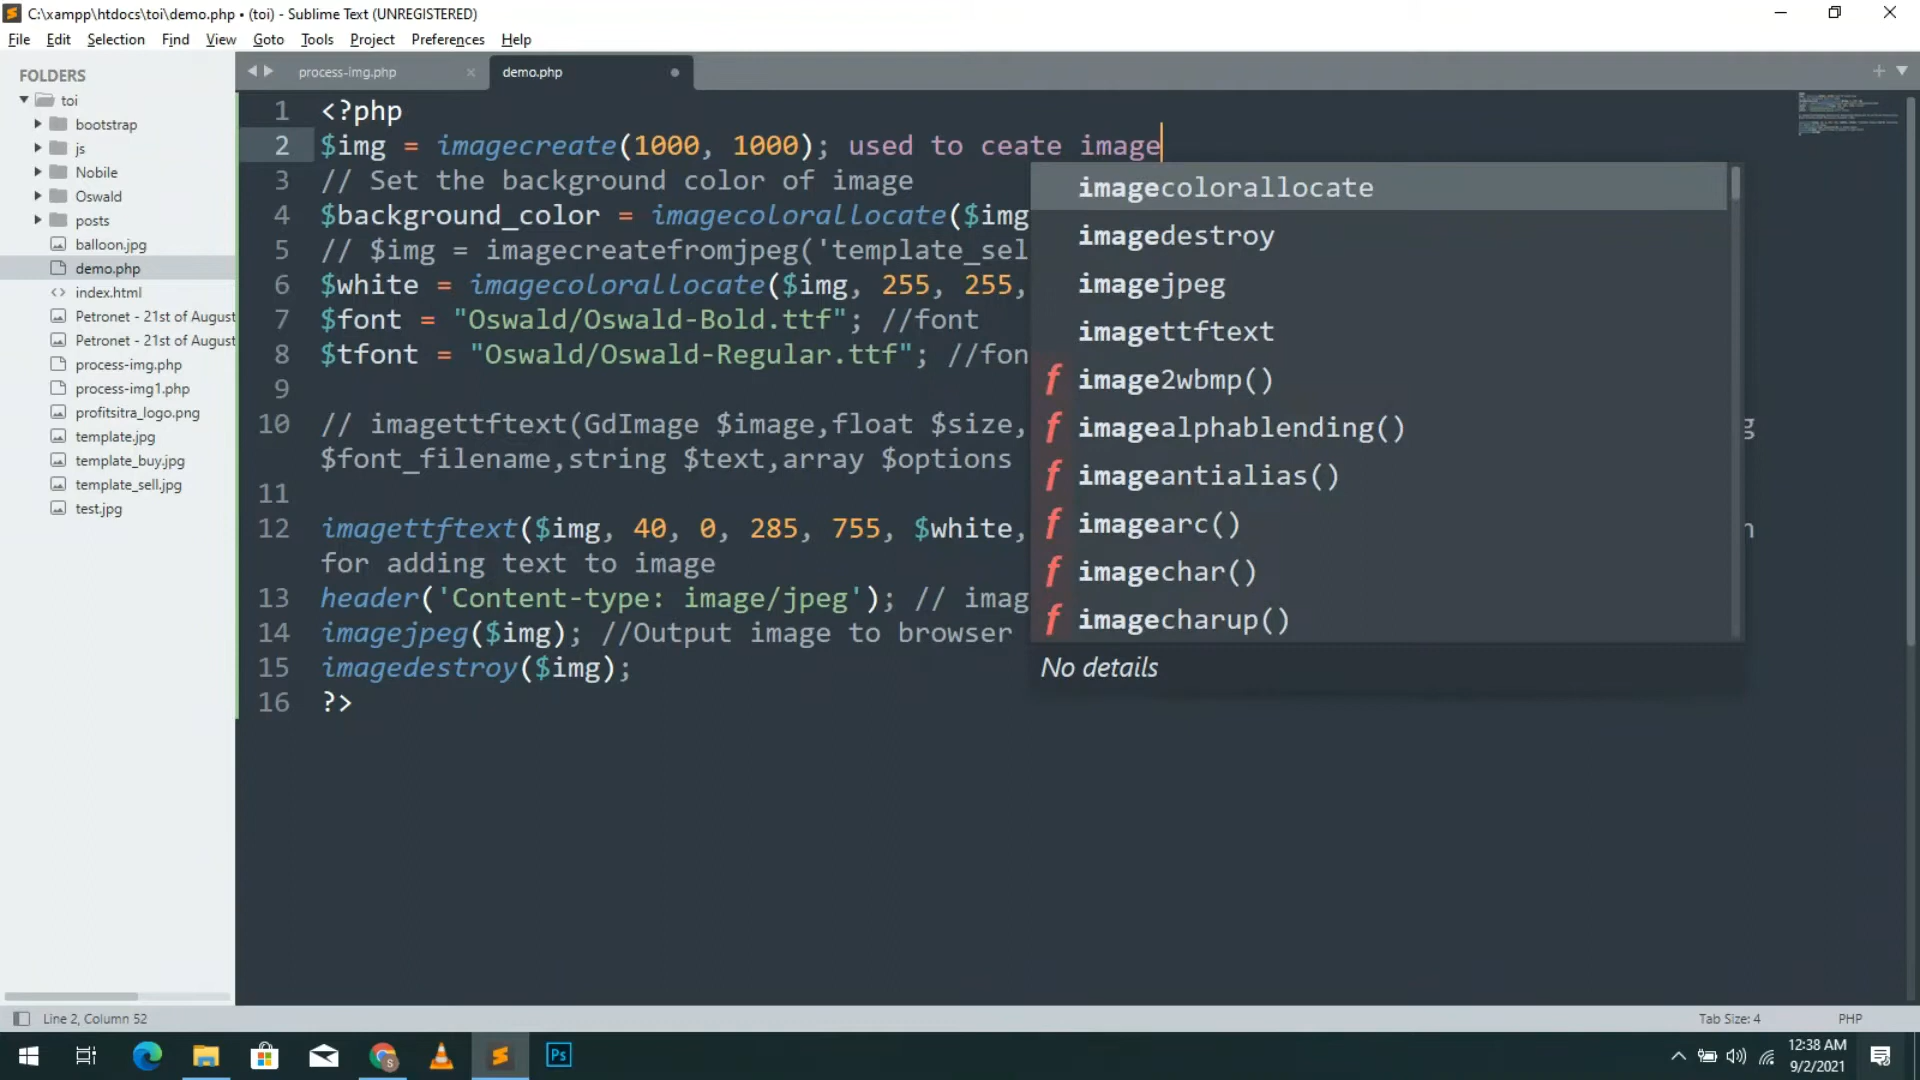 C:\xampp\htdocs\toi\demo.php • (toi) - Sublime Text (UNREGISTERED)
File Edit Selection Find View Goto Tools Project Preferences Help
FOLDERS
toi
bootstrap
js
Nobile
Oswald
posts
balloon.jpg
demo.php
index.html
Petronet - 21st of August
Petronet - 21st of August
process-img.php
process-img1.php
profitsitra_logo.png
template.jpg
template_buy.jpg
template_sell.jpg
test.jpg
process-img.php × demo.php
1 <?php
2 $img = imagecreate(1000, 1000); used to ceate image
3 // Set the background color of image
4 $background_color = imagecolorallocate($img
5 // $img = imagecreatefromjpeg('template_sel
6 $white = imagecolorallocate($img, 255, 255,
7 $font = "Oswald/Oswald-Bold.ttf"; //font
8 $tfont = "Oswald/Oswald-Regular.ttf"; //fon
9
10 // imagettftext(GdImage $image,float $size, g
$font_filename,string $text,array $options
11
12 imagettftext($img, 40, 0, 285, 755, $white, n
for adding text to image
13 header('Content-type: image/jpeg'); // imag
14 imagejpeg($img); //Output image to browser
15 imagedestroy($img);
16 ?>
imagecolorallocate
imagedestroy
imagejpeg
imagettftext
f image2wbmp()
f imagealphablending()
f imageantialias()
f imagearc()
f imagechar()
f imagecharup()
No details
Line 2, Column 52 Tab Size: 4 PHP
Ps
12:38 AM
9/2/2021